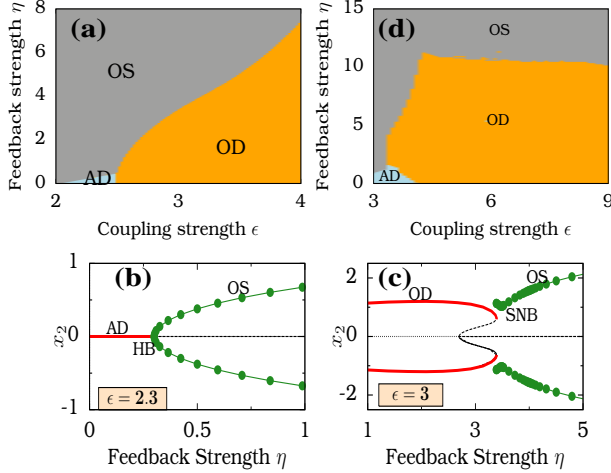 (a)
Feedback strength η
8
6
4
2
0
OS
OD
AD
2
3
4
Coupling strength ϵ
(d)
Feedback strength η
15
10
5
0
OS
OD
AD
3
6
9
Coupling strength ϵ
(b)
x₂
1
0
-1
AD
HB
OS
ϵ = 2.3
0
0.5
1
Feedback Strength η
(c)
x₂
2
0
-2
OD
OS
SNB
ϵ = 3
1
3
5
Feedback Strength η